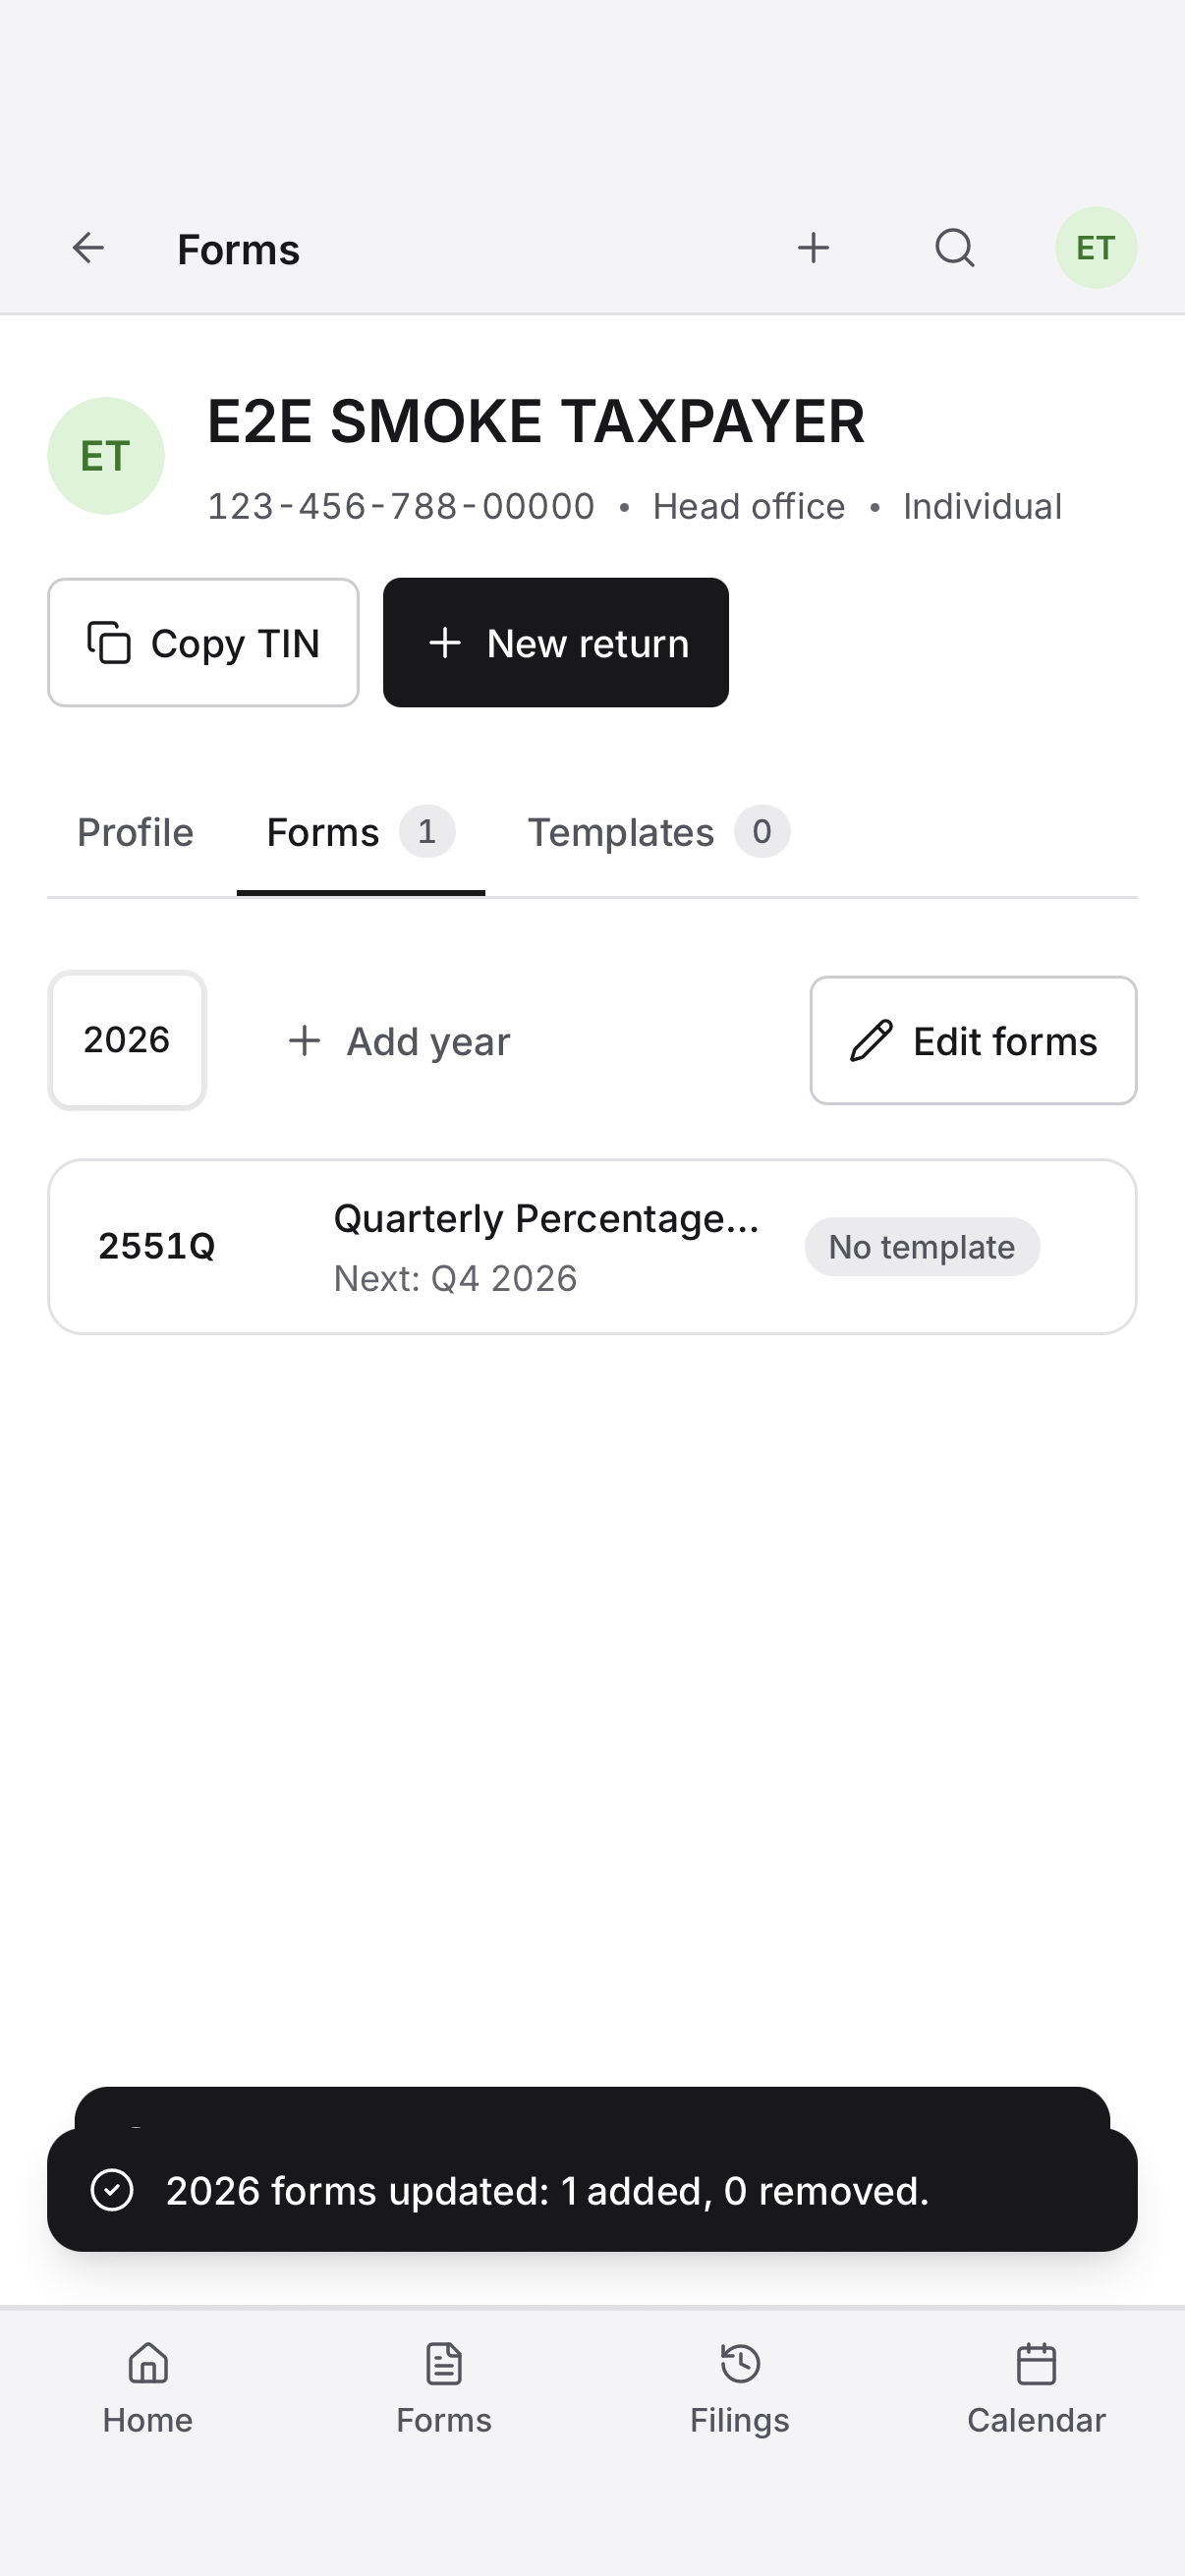 Forms
ET
ET
E2E SMOKE TAXPAYER
123-456-788-00000 • Head office • Individual
Copy TIN
New return
Profile
Forms 1
Templates 0
2026
Add year
Edit forms
2551Q
Quarterly Percentage...
Next: Q4 2026
No template
2026 forms updated: 1 added, 0 removed.
Home
Forms
Filings
Calendar